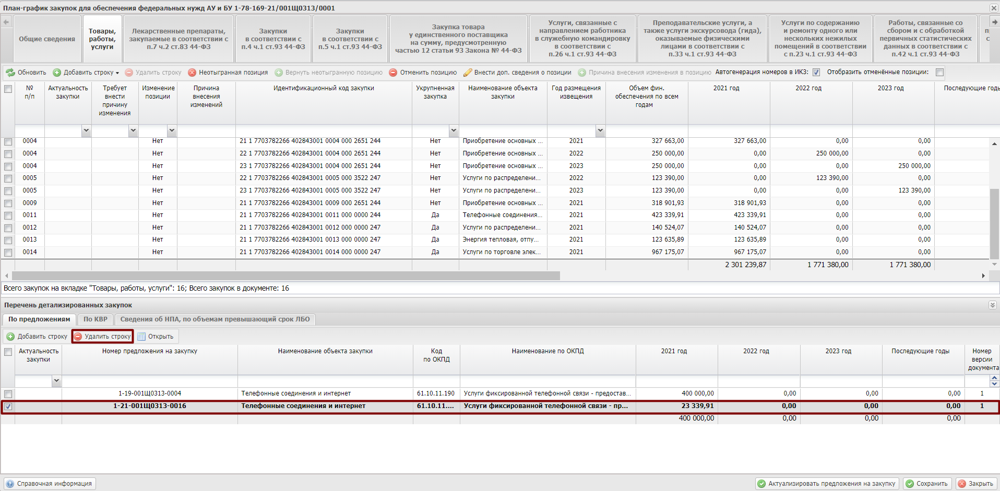 План-график закупок для обеспечения федеральных нужд АУ и БУ 1-78-169-21/001Щ0313/0001
Общие сведения
Товары,
работы,
услуги
Лекарственные препараты,
закупаемые в соответствии с
п.7 ч.2 ст.83 44-ФЗ
Закупки
в соответствии с
п.4 ч.1 ст.93 44-ФЗ
Закупки
в соответствии с
п.5 ч.1 ст.93 44-ФЗ
Закупка товара
у единственного поставщика
на сумму, предусмотренную
частью 12 статьи 93 Закона № 44-ФЗ
Услуги, связанные с
направлением работника
в служебную командировку
в соответствии с
п.26 ч.1 ст.93 44-ФЗ
Преподавательские услуги, а
также услуги экскурсовода (гида),
оказываемые физическими
лицами в соответствии с
п.33 ч.1 ст.93 44-ФЗ
Услуги по содержанию
и ремонту одного или
нескольких нежилых
помещений в соответствии
с п.23 ч.1 ст.93 44-ФЗ
Работы, связанные со
сбором и с обработкой
первичных статистических
данных в соответствии с
п.42 ч.1 ст.93 44-ФЗ
Обновить Добавить строку Удалить строку Неотыгранная позиция Вернуть неотыгранную позицию Отменить позицию Внести доп. сведения о позиции Причина внесения изменения в позицию Автогенерация номеров в ИКЗ: Отобразить отменённые позиции:
№
п/п
Актуальность
закупки
Требует
внести
причину
изменения
Изменение
позиции
Причина
внесения
изменений
Идентификационный код закупки
Укрупненная
закупка
Наименование объекта
закупки
Год размещения
извещения
Объем фин.
обеспечения по всем
годам
2021 год
2022 год
2023 год
Последующие годы
0004 Нет 21 1 7703782266 402843001 0004 000 2651 244 Нет Приобретение основных ... 2021 327 663,00 327 663,00 0,00 0,00
0004 Нет 22 1 7703782266 402843001 0004 000 2651 244 Нет Приобретение основных ... 2022 250 000,00 0,00 250 000,00 0,00
0004 Нет 23 1 7703782266 402843001 0004 000 2651 244 Нет Приобретение основных ... 2023 250 000,00 0,00 0,00 250 000,00
0005 Нет 22 1 7703782266 402843001 0005 000 3522 247 Нет Услуги по распределени... 2022 123 390,00 0,00 123 390,00 0,00
0005 Нет 23 1 7703782266 402843001 0005 000 3522 247 Нет Услуги по распределени... 2023 123 390,00 0,00 0,00 123 390,00
0009 Нет 21 1 7703782266 402843001 0009 000 2651 244 Нет Приобретение основных ... 2021 318 901,93 318 901,93 0,00 0,00
0011 Нет 21 1 7703782266 402843001 0011 000 0000 244 Да Телефонные соединения... 2021 423 339,91 423 339,91 0,00 0,00
0012 Нет 21 1 7703782266 402843001 0012 000 0000 247 Да Услуги по распределени... 2021 140 524,07 140 524,07 0,00 0,00
0013 Нет 21 1 7703782266 402843001 0013 000 0000 247 Да Энергия тепловая, отпу... 2021 123 635,89 123 635,89 0,00 0,00
0014 Нет 21 1 7703782266 402843001 0014 000 0000 247 Да Услуги по торговле элек... 2021 967 175,07 967 175,07 0,00 0,00
2 301 239,87 1 771 380,00 1 771 380,00
Всего закупок на вкладке "Товары, работы, услуги": 16; Всего закупок в документе: 16
Перечень детализированных закупок
По предложениям По КВР Сведения об НПА, по объемам превышающий срок ЛБО
Добавить строку Удалить строку Открыть
Актуальность
закупки
Номер предложения на закупку
Наименование объекта закупки
Код
по ОКПД
Наименование по ОКПД
2021 год
2022 год
2023 год
Последующие годы
Номер
версии
документа
1-19-001Щ0313-0004 Телефонные соединения и интернет 61.10.11.190 Услуги фиксированной телефонной связи - предостав... 400 000,00 0,00 0,00 0,00 1
1-21-001Щ0313-0016 Телефонные соединения и интернет 61.10.11.... Услуги фиксированной телефонной связи - пр... 23 339,91 0,00 0,00 0,00 1
400 000,00 0,00 0,00 0,00
Справочная информация Актуализировать предложения на закупку Сохранить Закрыть